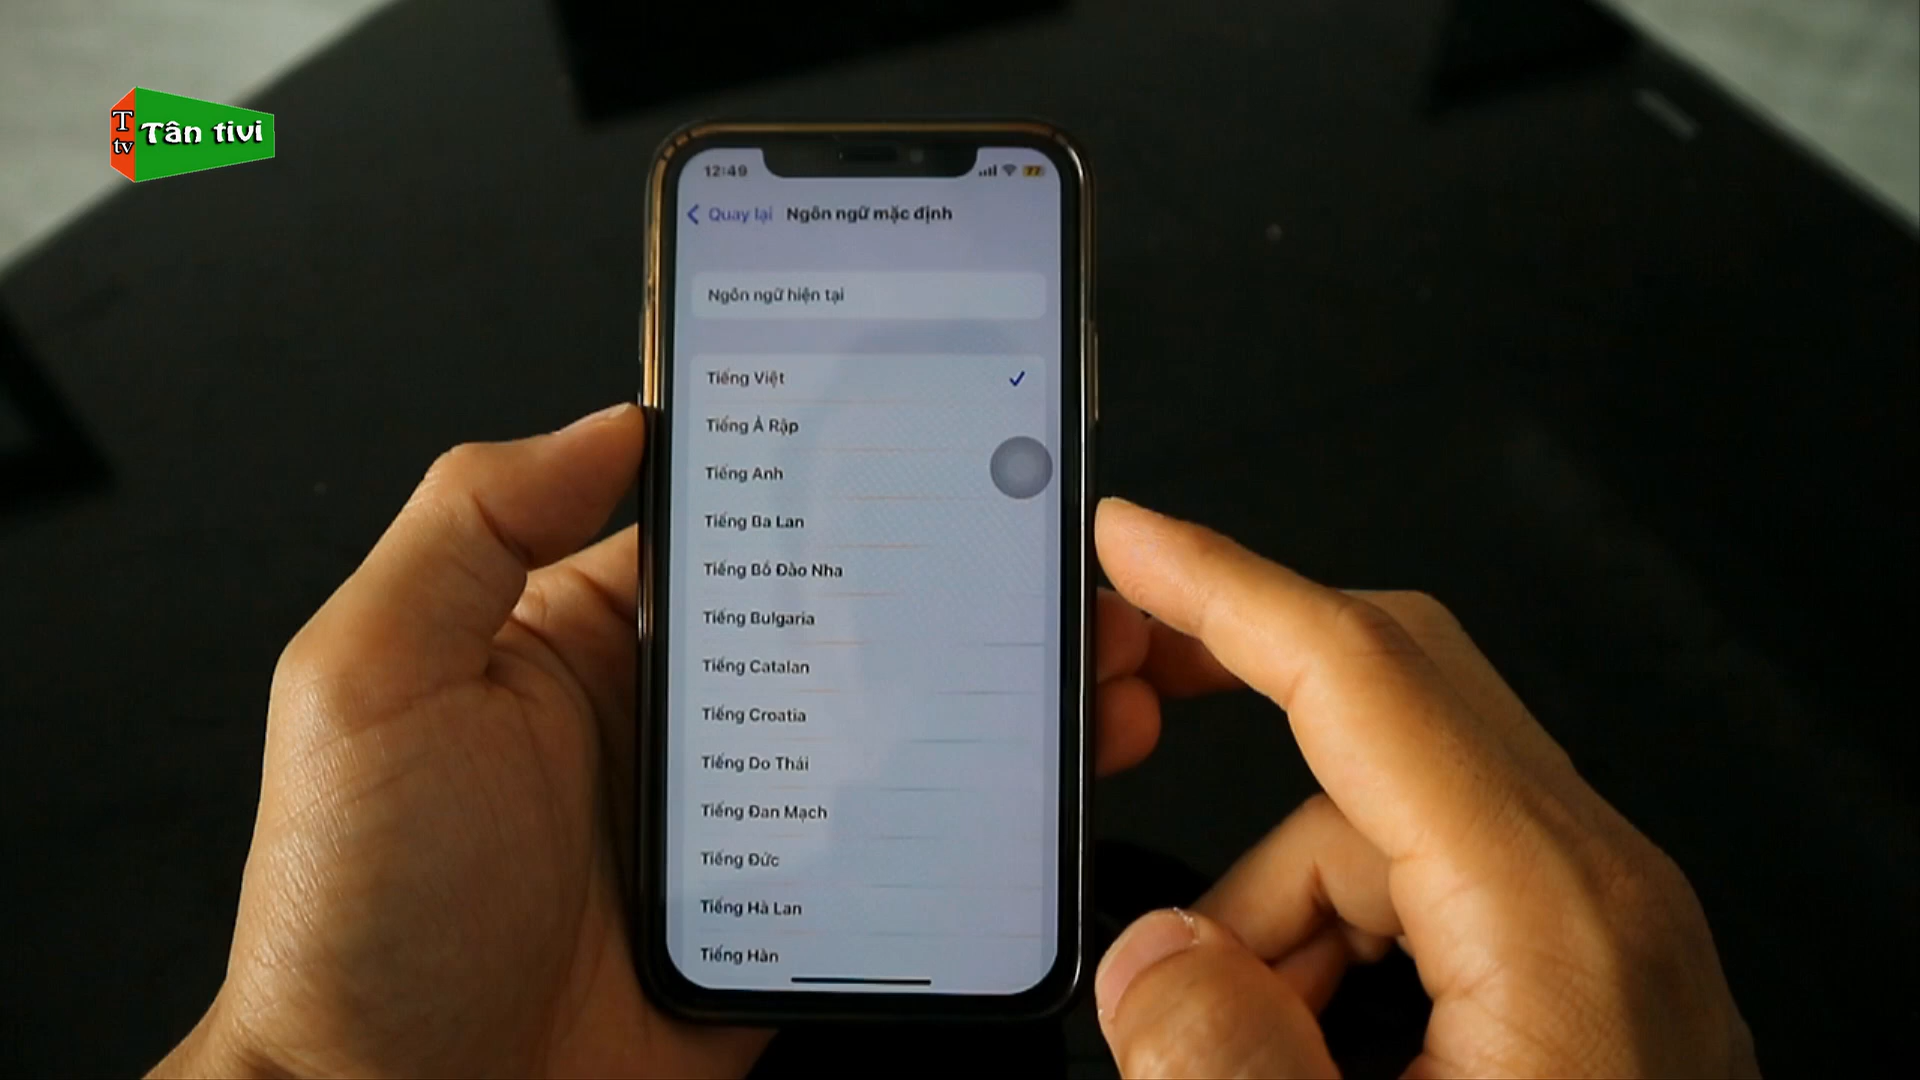 T
tv
Tân tivi
12:49
77
Quay lại
Ngôn ngữ mặc định
Ngôn ngữ hiện tại
Tiếng Việt
Tiếng Ả Rập
Tiếng Anh
Tiếng Ba Lan
Tiếng Bồ Đào Nha
Tiếng Bulgaria
Tiếng Catalan
Tiếng Croatia
Tiếng Do Thái
Tiếng Đan Mạch
Tiếng Đức
Tiếng Hà Lan
Tiếng Hàn